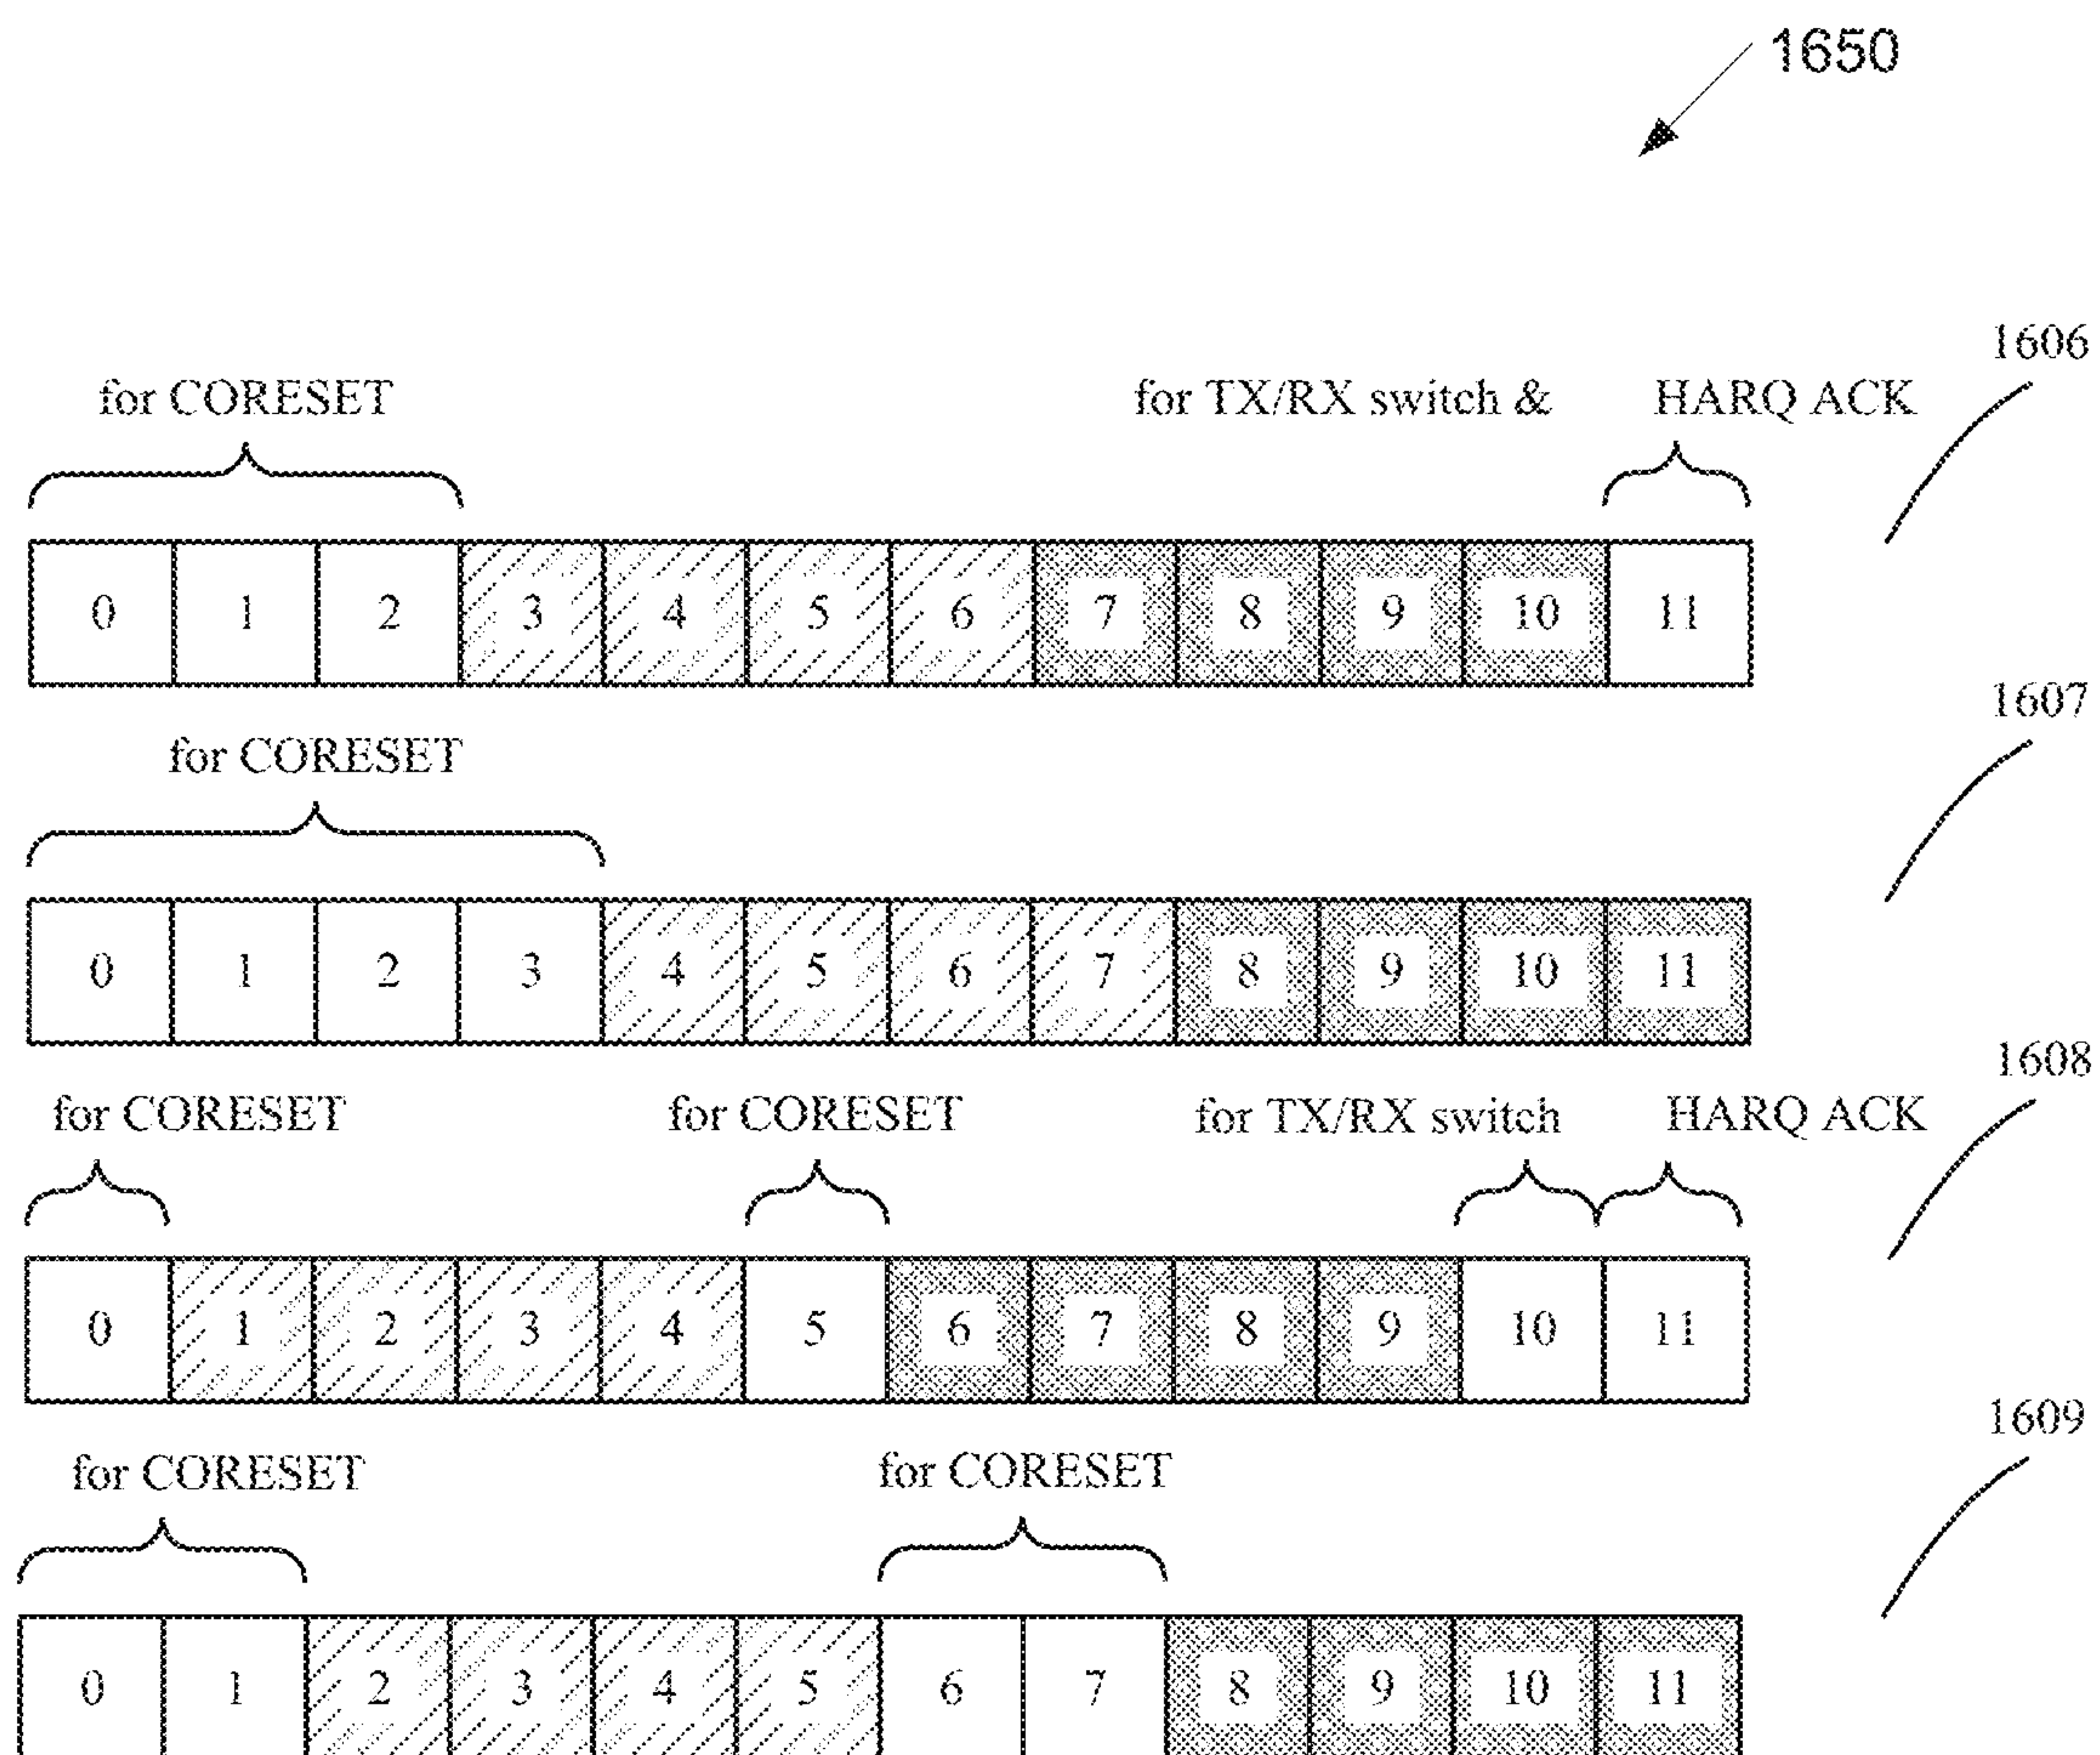 1650
1606
for CORESET for TX/RX switch & HARQ ACK
0 1 2 3 4 5 6 7 8 9 10 11
1607
for CORESET
0 1 2 3 4 5 6 7 8 9 10 11
1608
for CORESET for CORESET for TX/RX switch HARQ ACK
0 1 2 3 4 5 6 7 8 9 10 11
1609
for CORESET for CORESET
0 1 2 3 4 5 6 7 8 9 10 11